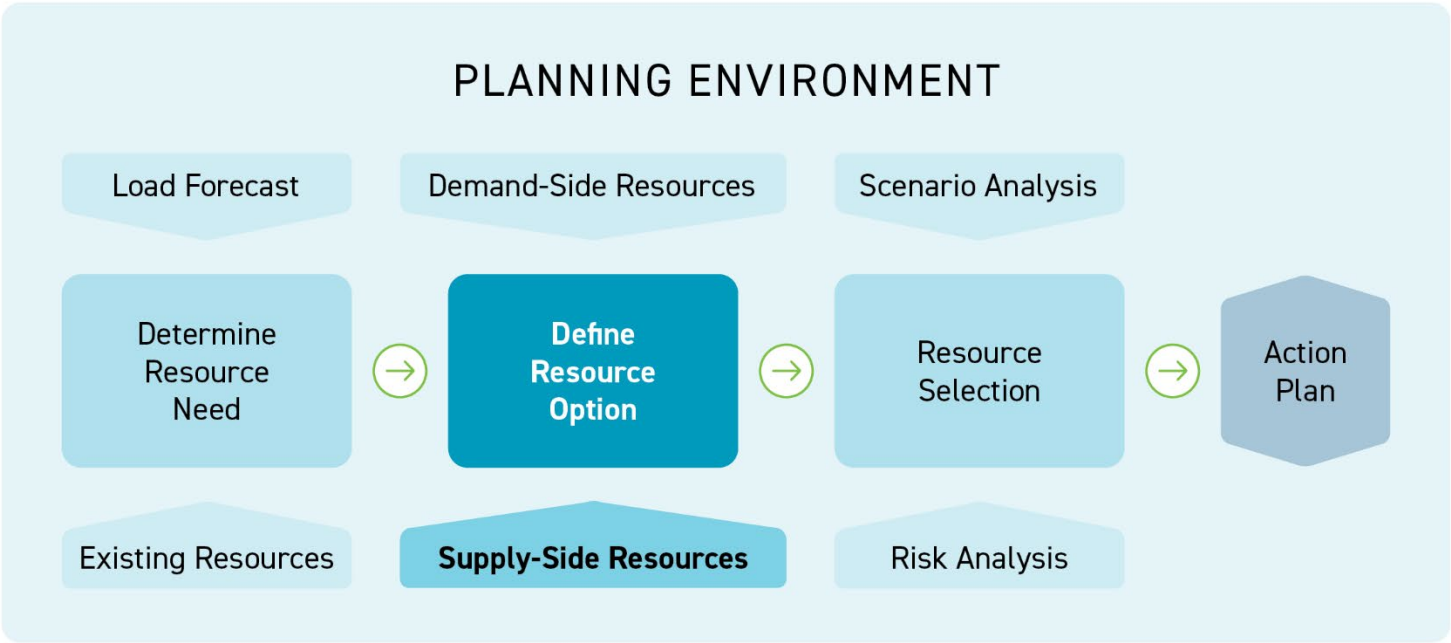 PLANNING ENVIRONMENT
Load Forecast
Demand-Side Resources
Scenario Analysis
Determine
Resource
Need
Define
Resource
Option
Resource
Selection
Action
Plan
Existing Resources
Supply-Side Resources
Risk Analysis